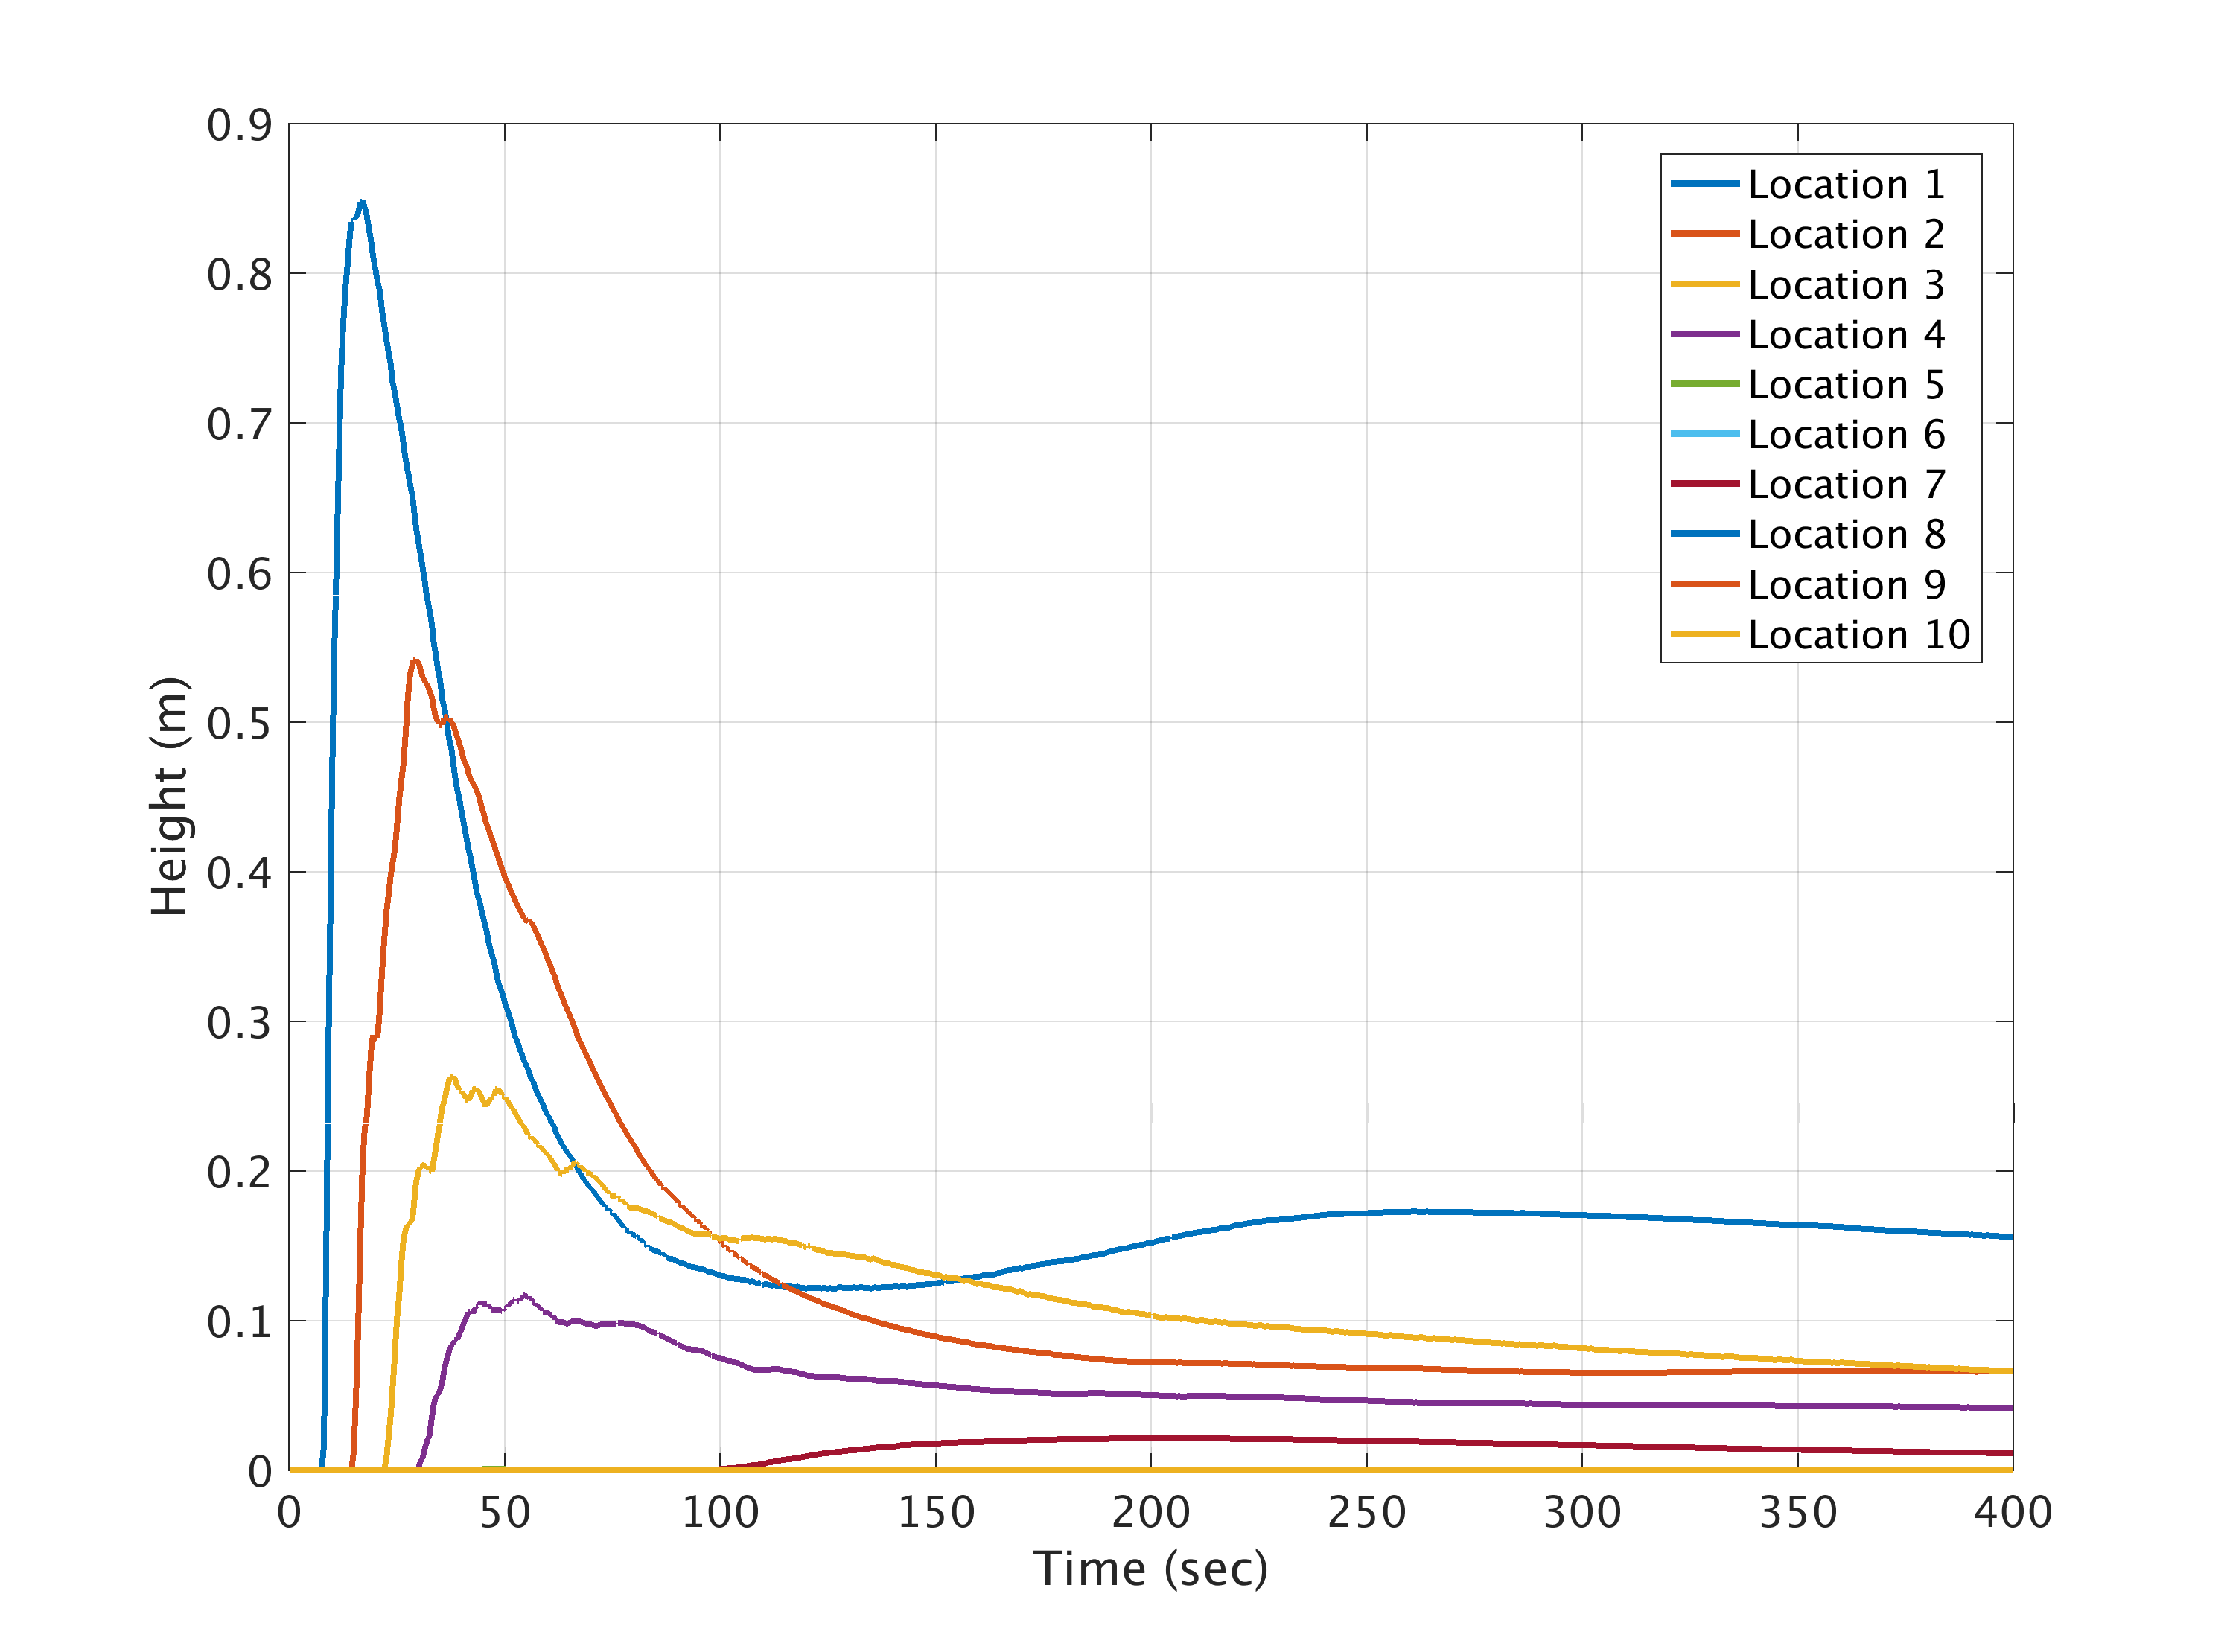 0.9
0.8
0.7
0.6
0.5
0.4
0.3
0.2
0.1
0
Height (m)
Location 1
Location 2
Location 3
Location 4
Location 5
Location 6
Location 7
Location 8
Location 9
Location 10
0 50 100 150 200 250 300 350 400
Time (sec)